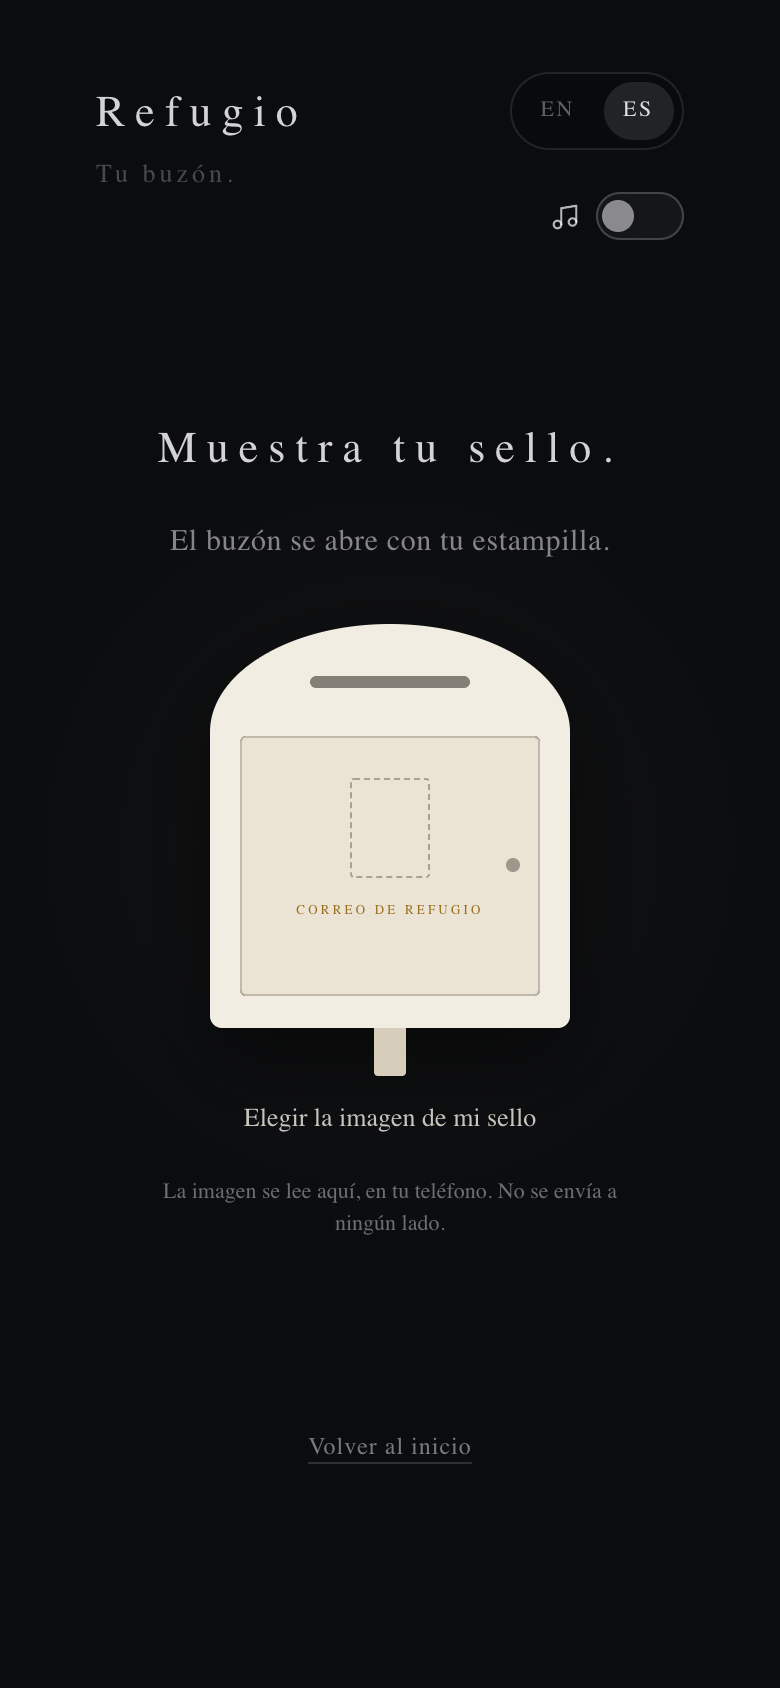 Refugio
EN ES
Tu buzón.
Muestra tu sello.
El buzón se abre con tu estampilla.
CORREO DE REFUGIO
Elegir la imagen de mi sello
La imagen se lee aquí, en tu teléfono. No se envía a
ningún lado.
Volver al inicio